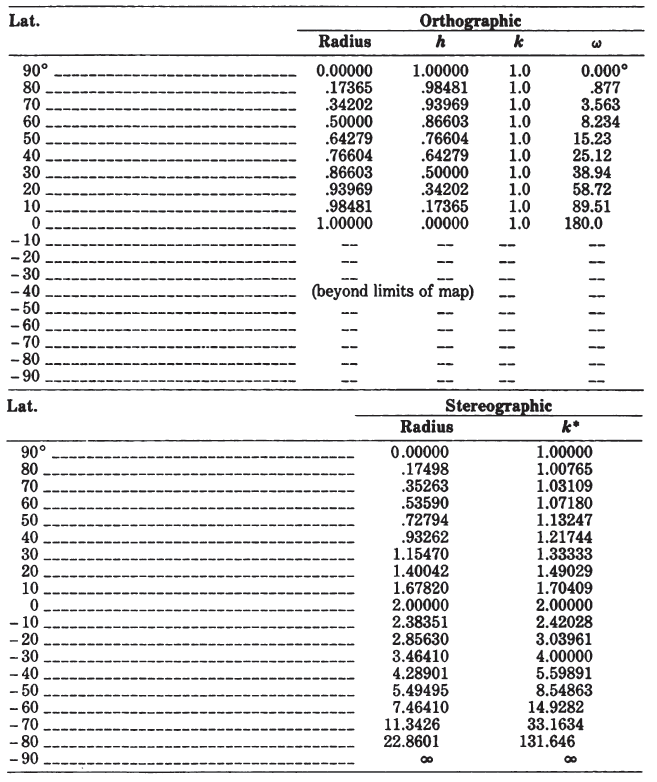 Lat. Orthographic
Radius h k ω
90° 0.00000 1.00000 1.0 0.000°
80 .17365 .98481 1.0 .877
70 .34202 .93969 1.0 3.563
60 .50000 .86603 1.0 8.234
50 .64279 .76604 1.0 15.23
40 .76604 .64279 1.0 25.12
30 .86603 .50000 1.0 38.94
20 .93969 .34202 1.0 58.72
10 .98481 .17365 1.0 89.51
0 1.00000 .00000 1.0 180.0
-10 -- -- -- --
-20 -- -- -- --
-30 -- -- -- --
-40 (beyond limits of map) -- --
-50 -- -- -- --
-60 -- -- -- --
-70 -- -- -- --
-80 -- -- -- --
-90 -- -- -- --
Lat. Stereographic
Radius k*
90° 0.00000 1.00000
80 .17498 1.00765
70 .35263 1.03109
60 .53590 1.07180
50 .72794 1.13247
40 .93262 1.21744
30 1.15470 1.33333
20 1.40042 1.49029
10 1.67820 1.70409
0 2.00000 2.00000
-10 2.38351 2.42028
-20 2.85630 3.03961
-30 3.46410 4.00000
-40 4.28901 5.59891
-50 5.49495 8.54863
-60 7.46410 14.9282
-70 11.3426 33.1634
-80 22.8601 131.646
-90 ∞ ∞